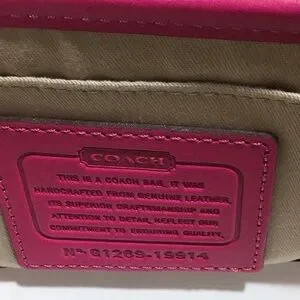 COACH
THIS IS A COACH BAG. IT WAS
HANDCRAFTED FROM GENUINE LEATHER.
ITS SUPERIOR CRAFTSMANSHIP AND
ATTENTION TO DETAIL REFLECT OUR
COMMITMENT TO ENDURING QUALITY.
Nº G1269-19914